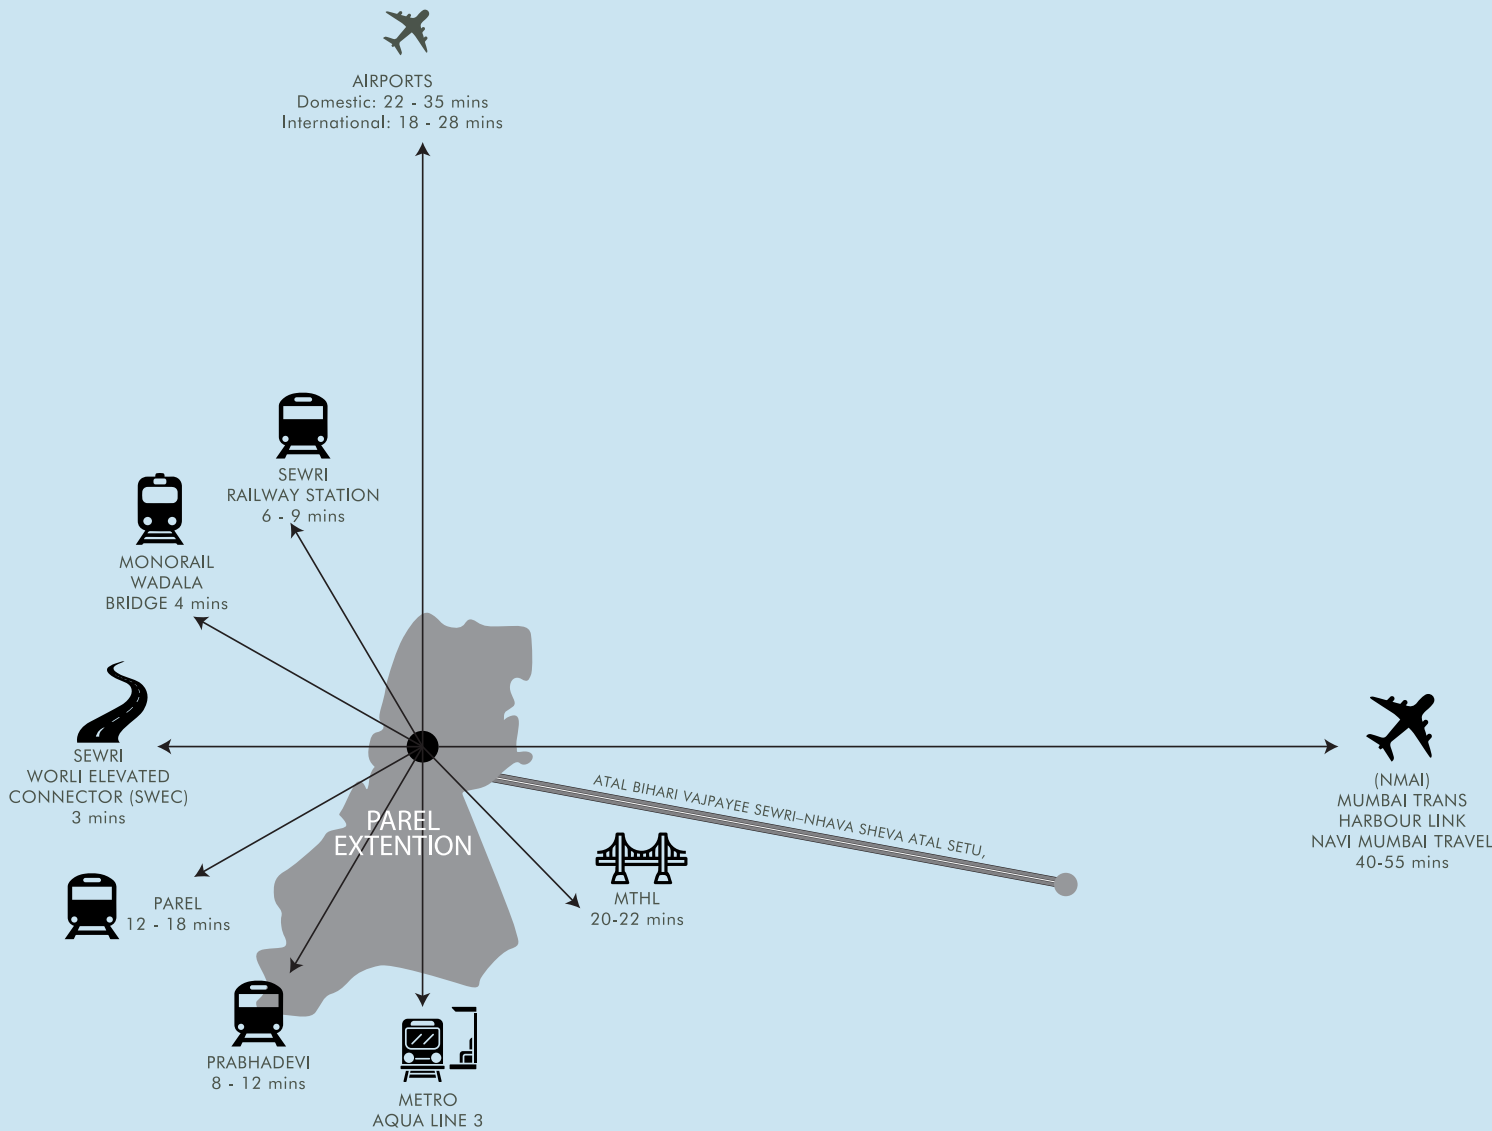 AIRPORTS
Domestic: 22 - 35 mins
International: 18 - 28 mins
SEWRI
RAILWAY STATION
6 - 9 mins
MONORAIL
WADALA
BRIDGE 4 mins
SEWRI
WORLI ELEVATED
CONNECTOR (SWEC)
3 mins
PAREL
EXTENTION
ATAL BIHARI VAJPAYEE SEWRI–NHAVA SHEVA ATAL SETU,
(NMAI)
MUMBAI TRANS
HARBOUR LINK
NAVI MUMBAI TRAVEL
40-55 mins
MTHL
20-22 mins
PAREL
12 - 18 mins
PRABHADEVI
8 - 12 mins
METRO
AQUA LINE 3